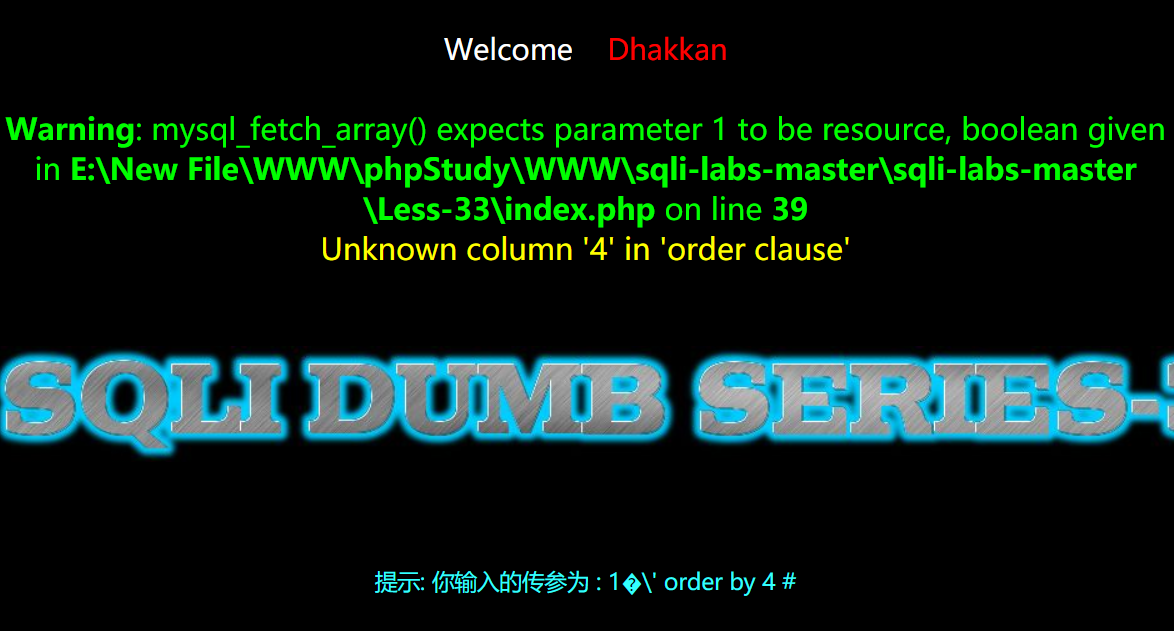 Welcome Dhakkan
Warning: mysql_fetch_array() expects parameter 1 to be resource, boolean given
in E:\New File\WWW\phpStudy\WWW\sqli-labs-master\sqli-labs-master
\Less-33\index.php on line 39
Unknown column '4' in 'order clause'
SQLI DUMB SERIES-
提示: 你输入的传参为 : 1�\' order by 4 #